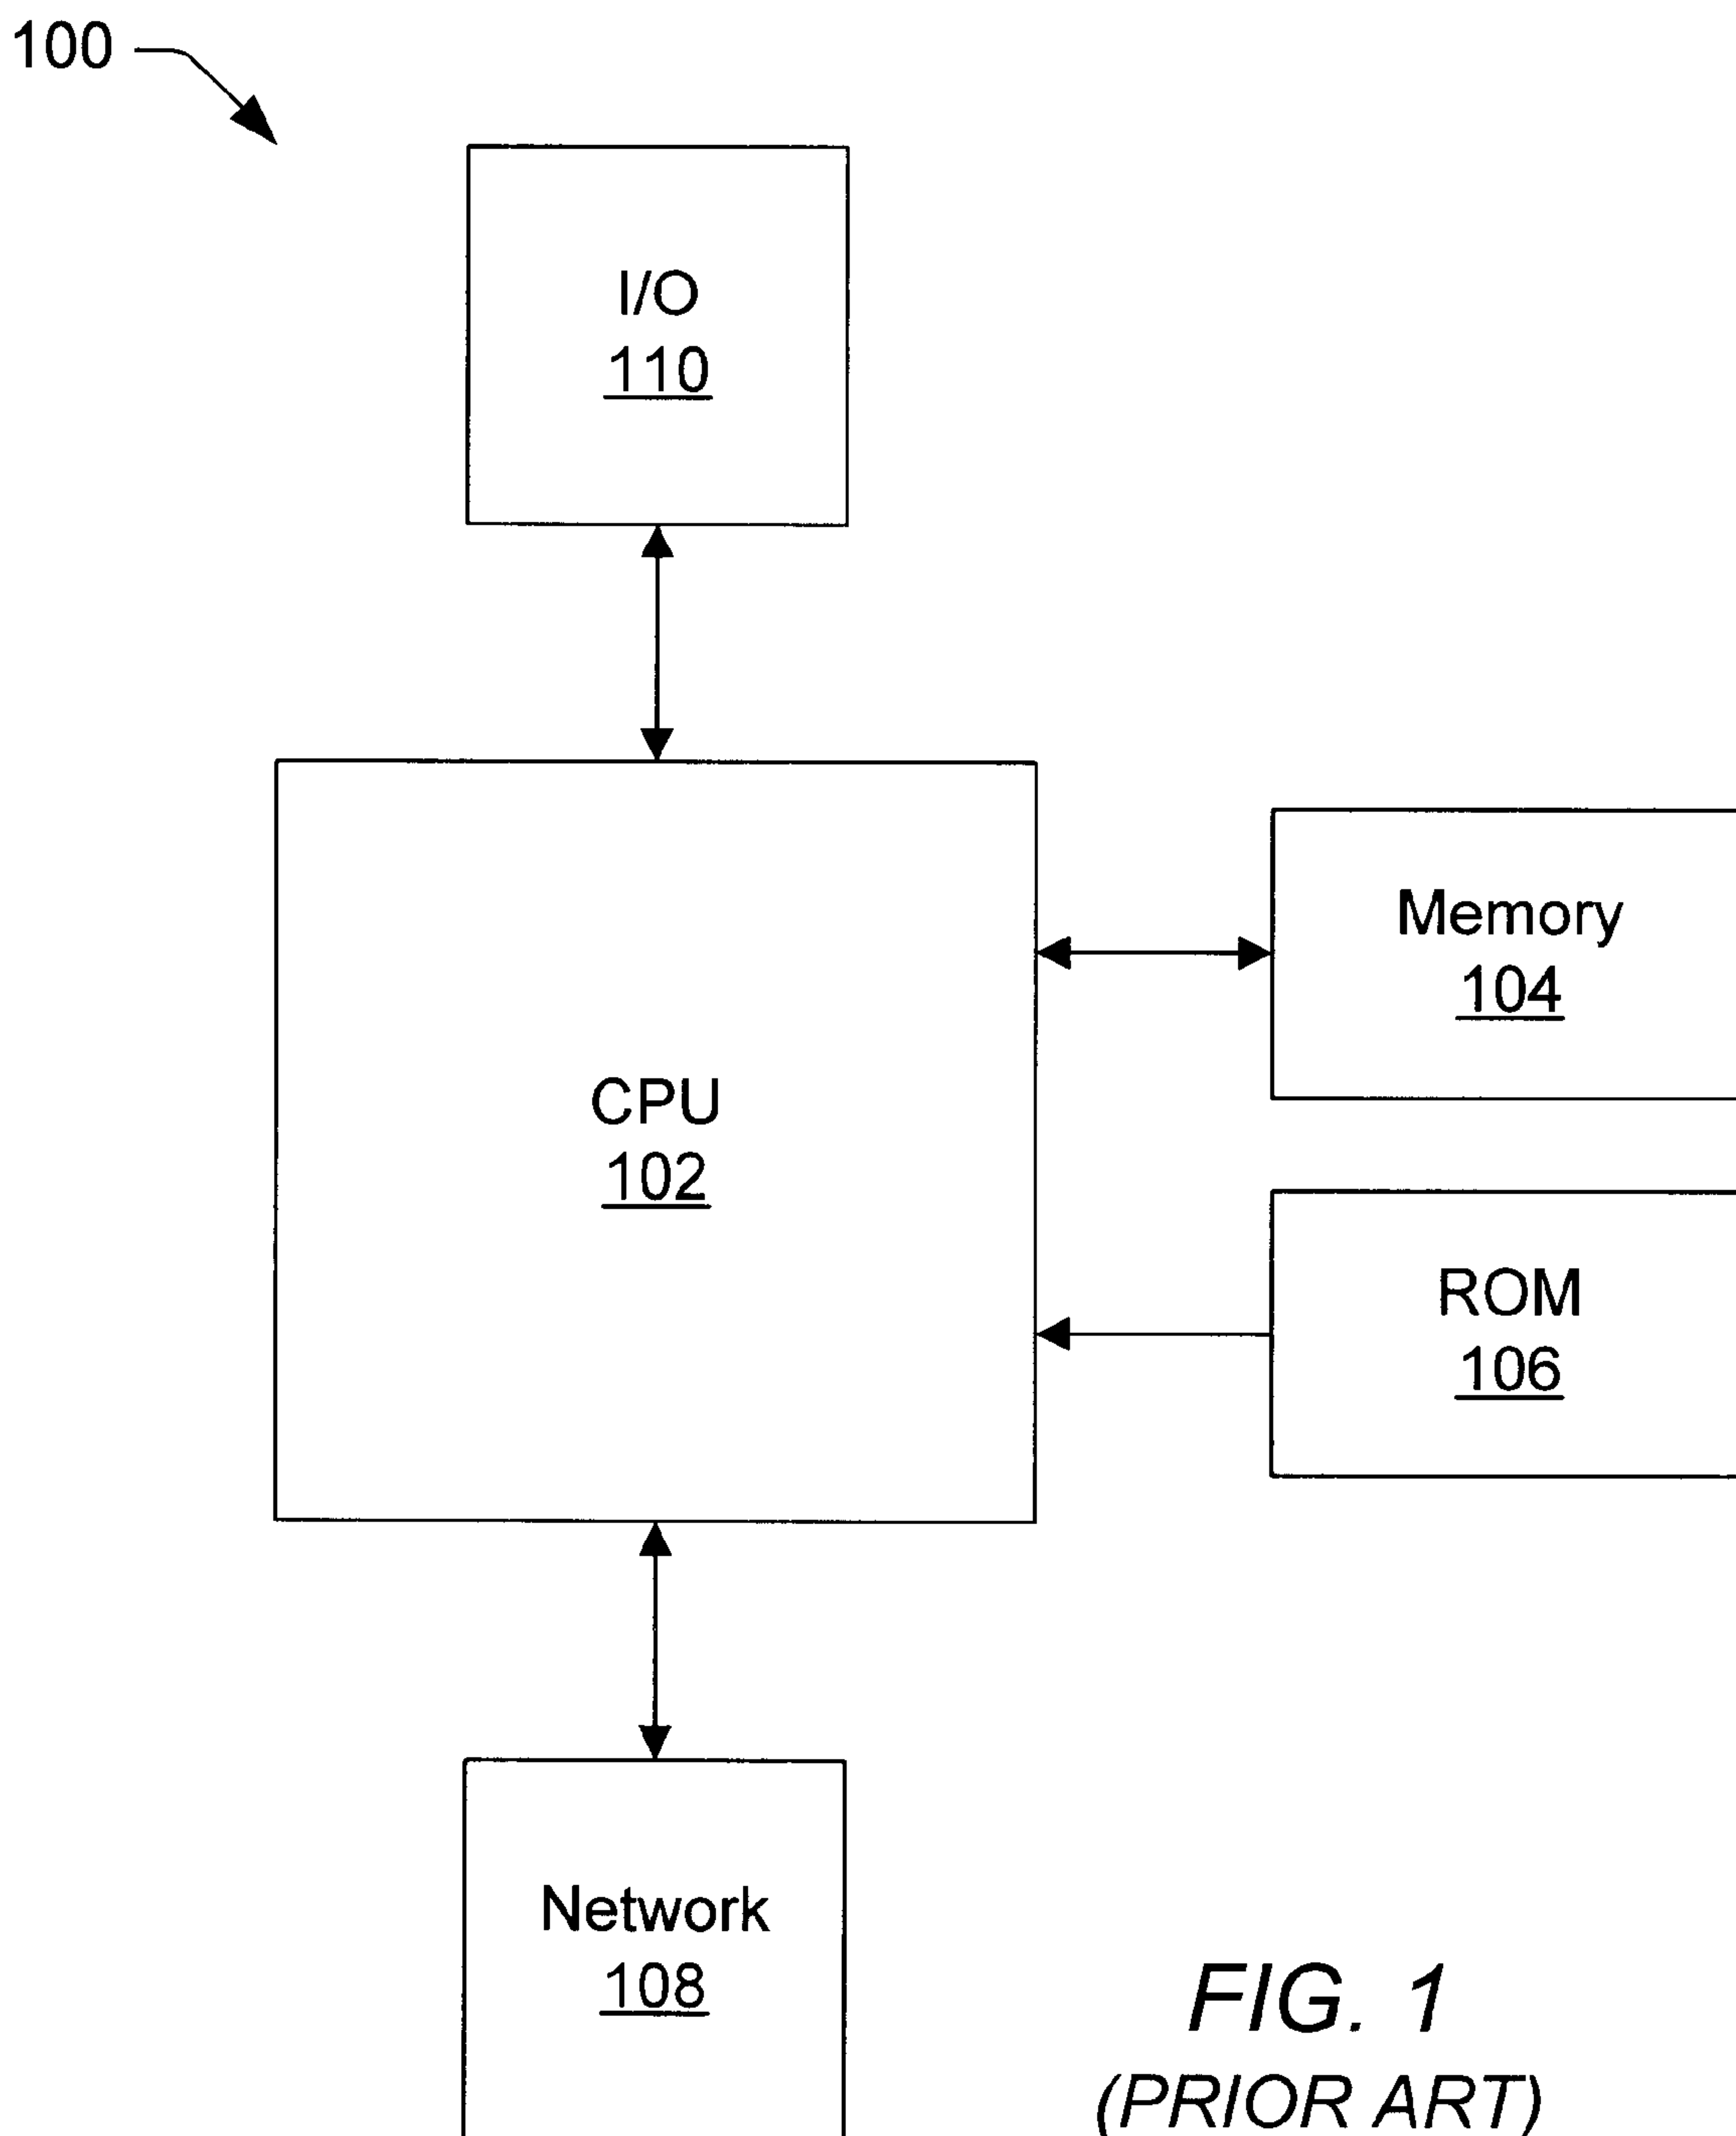 100
I/O
110
Memory
104
CPU
102
ROM
106
Network
108
FIG. 1
(PRIOR ART)